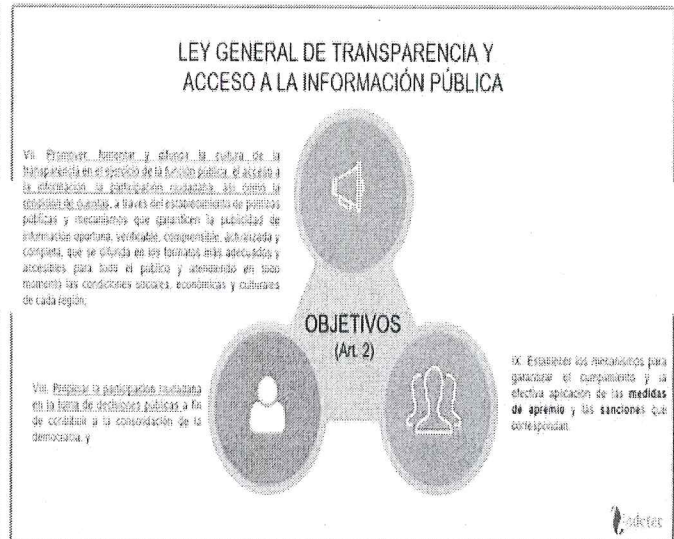 LEY GENERAL DE TRANSPARENCIA Y
ACCESO A LA INFORMACIÓN PÚBLICA
VII. Promover, fomentar y difundir la cultura de la
transparencia en el ejercicio de la función pública, el acceso a
la información, la participación ciudadana, así como la
rendición de cuentas, a través del establecimiento de políticas
públicas y mecanismos que garanticen la publicidad de
información oportuna, verificable, comprensible, actualizada y
completa, que se difunda en los formatos más adecuados y
accesibles para todo el público y atendiendo en todo
momento las condiciones sociales, económicas y culturales
de cada región;
OBJETIVOS
(Art. 2)
VIII. Propiciar la participación ciudadana
en la toma de decisiones públicas a fin
de contribuir a la consolidación de la
democracia, y
IX. Establecer los mecanismos para
garantizar el cumplimiento y la
efectiva aplicación de las medidas
de apremio y las sanciones que
correspondan.
indetec